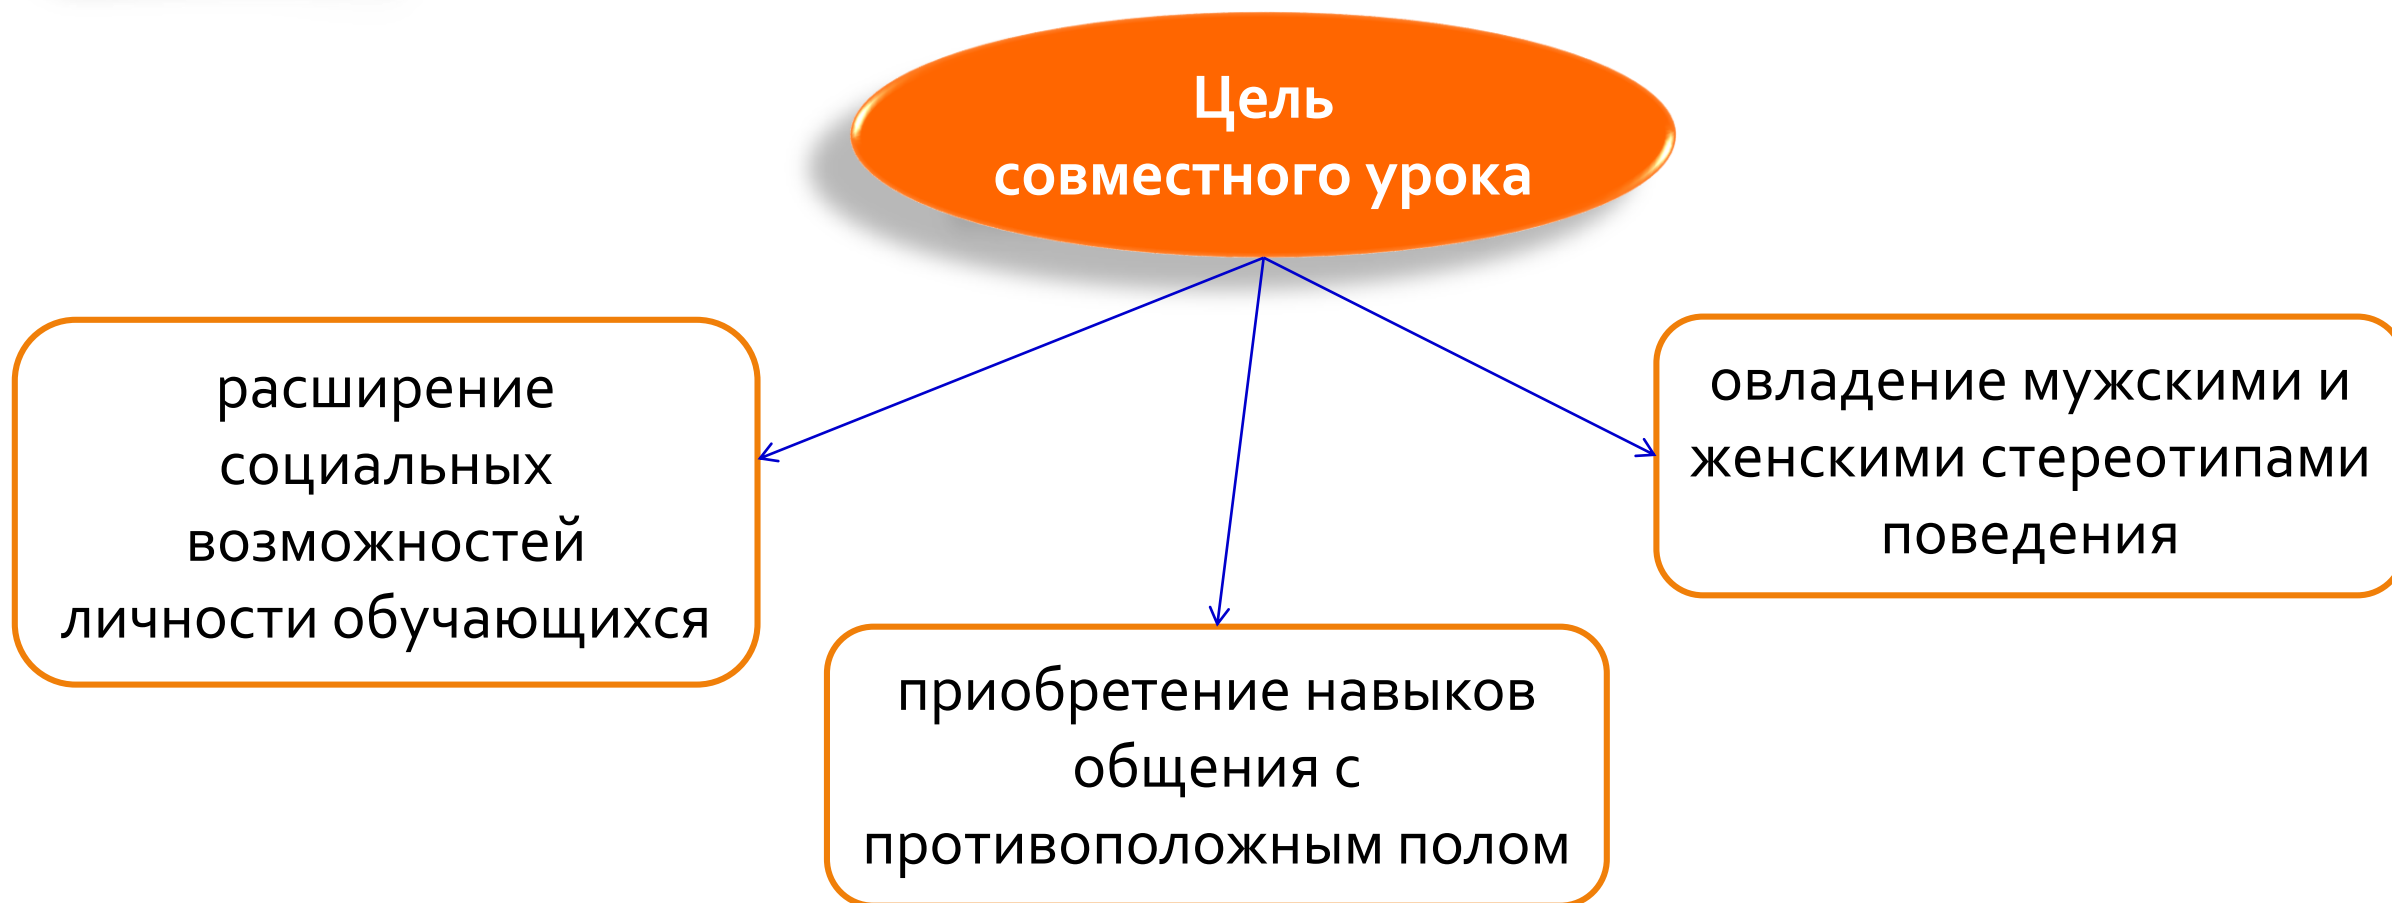 Цель
совместного урока
расширение
социальных
возможностей
личности обучающихся
приобретение навыков
общения с
противоположным полом
овладение мужскими и
женскими стереотипами
поведения